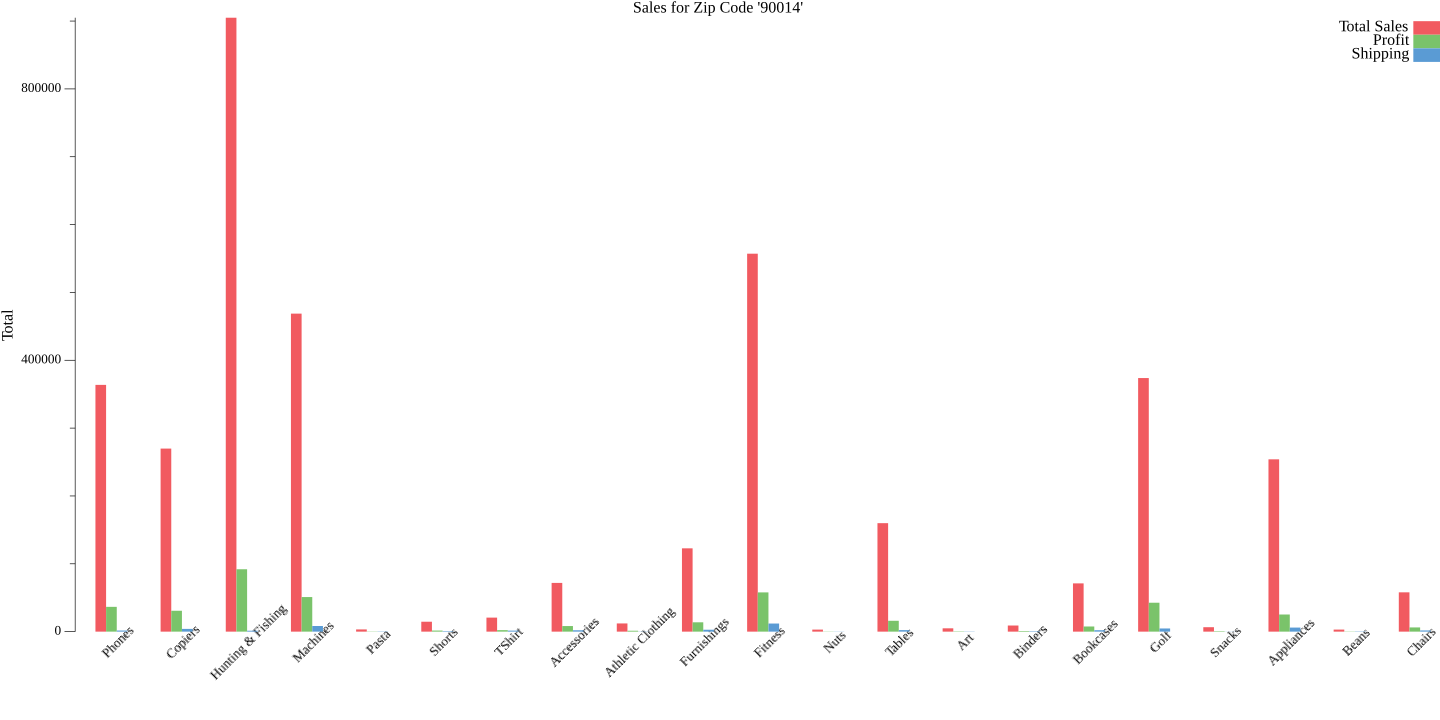 Sales for Zip Code '90014'
Total Sales
Profit
Shipping
800000
400000
0
Total
Phones
Copiers
Hunting & Fishing
Machines
Pasta
Shorts
TShirt
Accessories
Athletic Clothing
Furnishings
Fitness
Nuts
Tables
Art
Binders
Bookcases
Golf
Snacks
Appliances
Beans
Chairs